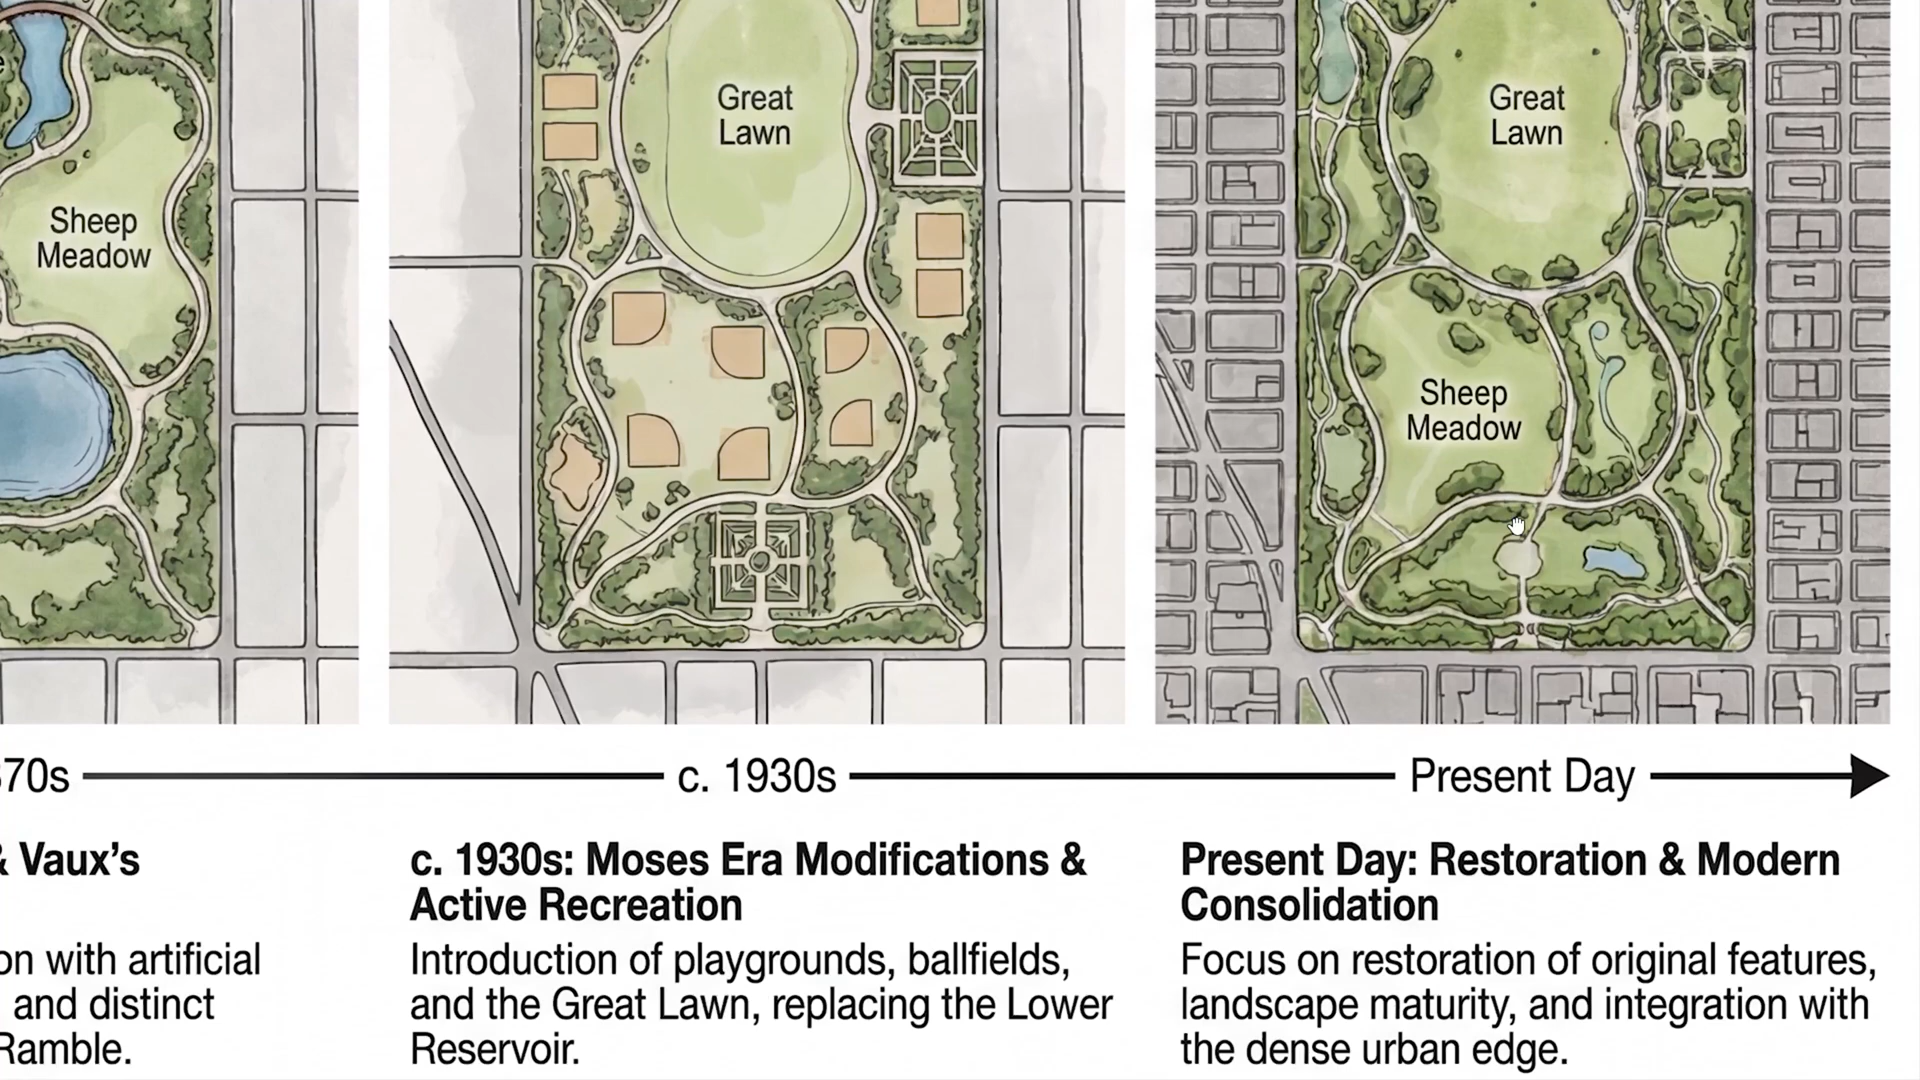 Sheep
Meadow
Great
Lawn
Great
Lawn
Sheep
Meadow
70s
c. 1930s
Present Day
& Vaux’s
on with artificial
and distinct
Ramble.
c. 1930s: Moses Era Modifications &
Active Recreation
Introduction of playgrounds, ballfields,
and the Great Lawn, replacing the Lower
Reservoir.
Present Day: Restoration & Modern
Consolidation
Focus on restoration of original features,
landscape maturity, and integration with
the dense urban edge.